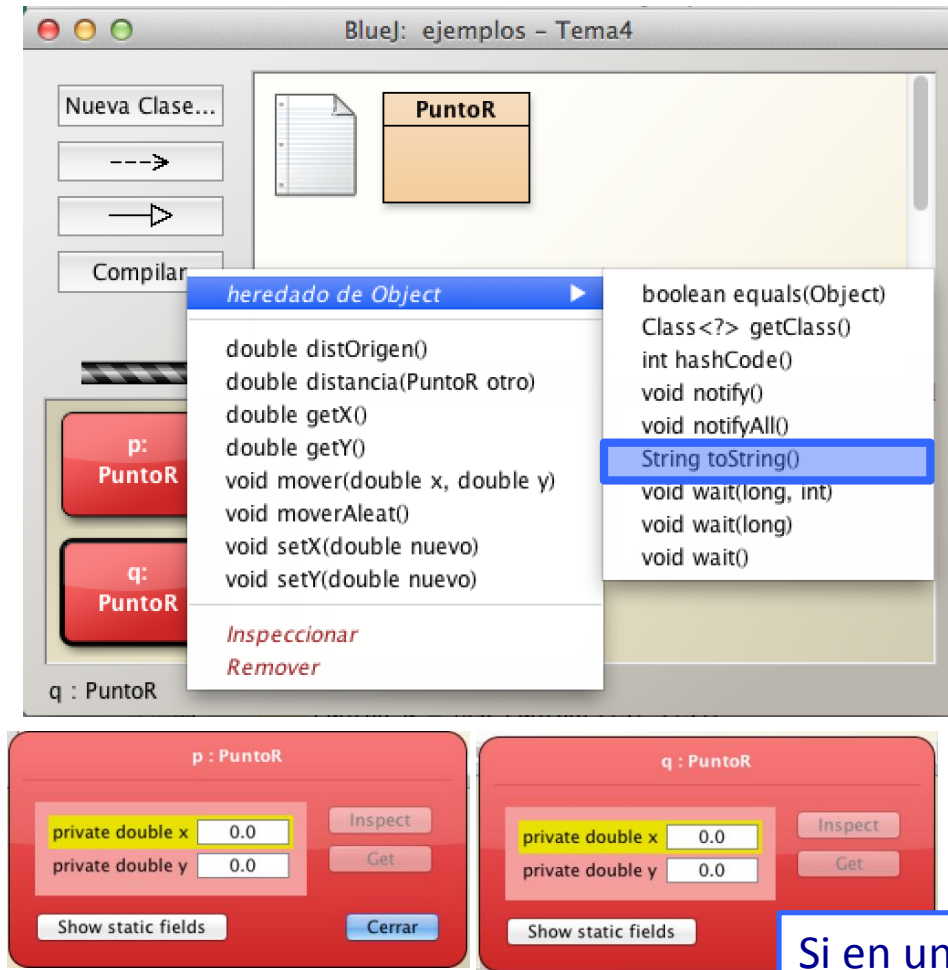 BlueJ: ejemplos – Tema4
Nueva Clase...
PuntoR
Compilar
heredado de Object
double distOrigen()
double distancia(PuntoR otro)
double getX()
double getY()
void mover(double x, double y)
void moverAleat()
void setX(double nuevo)
void setY(double nuevo)
Inspeccionar
Remover
boolean equals(Object)
Class<?> getClass()
int hashCode()
void notify()
void notifyAll()
String toString()
void wait(long, int)
void wait(long)
void wait()
p:
PuntoR
q:
PuntoR
q : PuntoR
p : PuntoR
private double x 0.0
private double y 0.0
Inspect
Get
Show static fields
Cerrar
q : PuntoR
private double x 0.0
private double y 0.0
Inspect
Get
Show static fields
Si en un